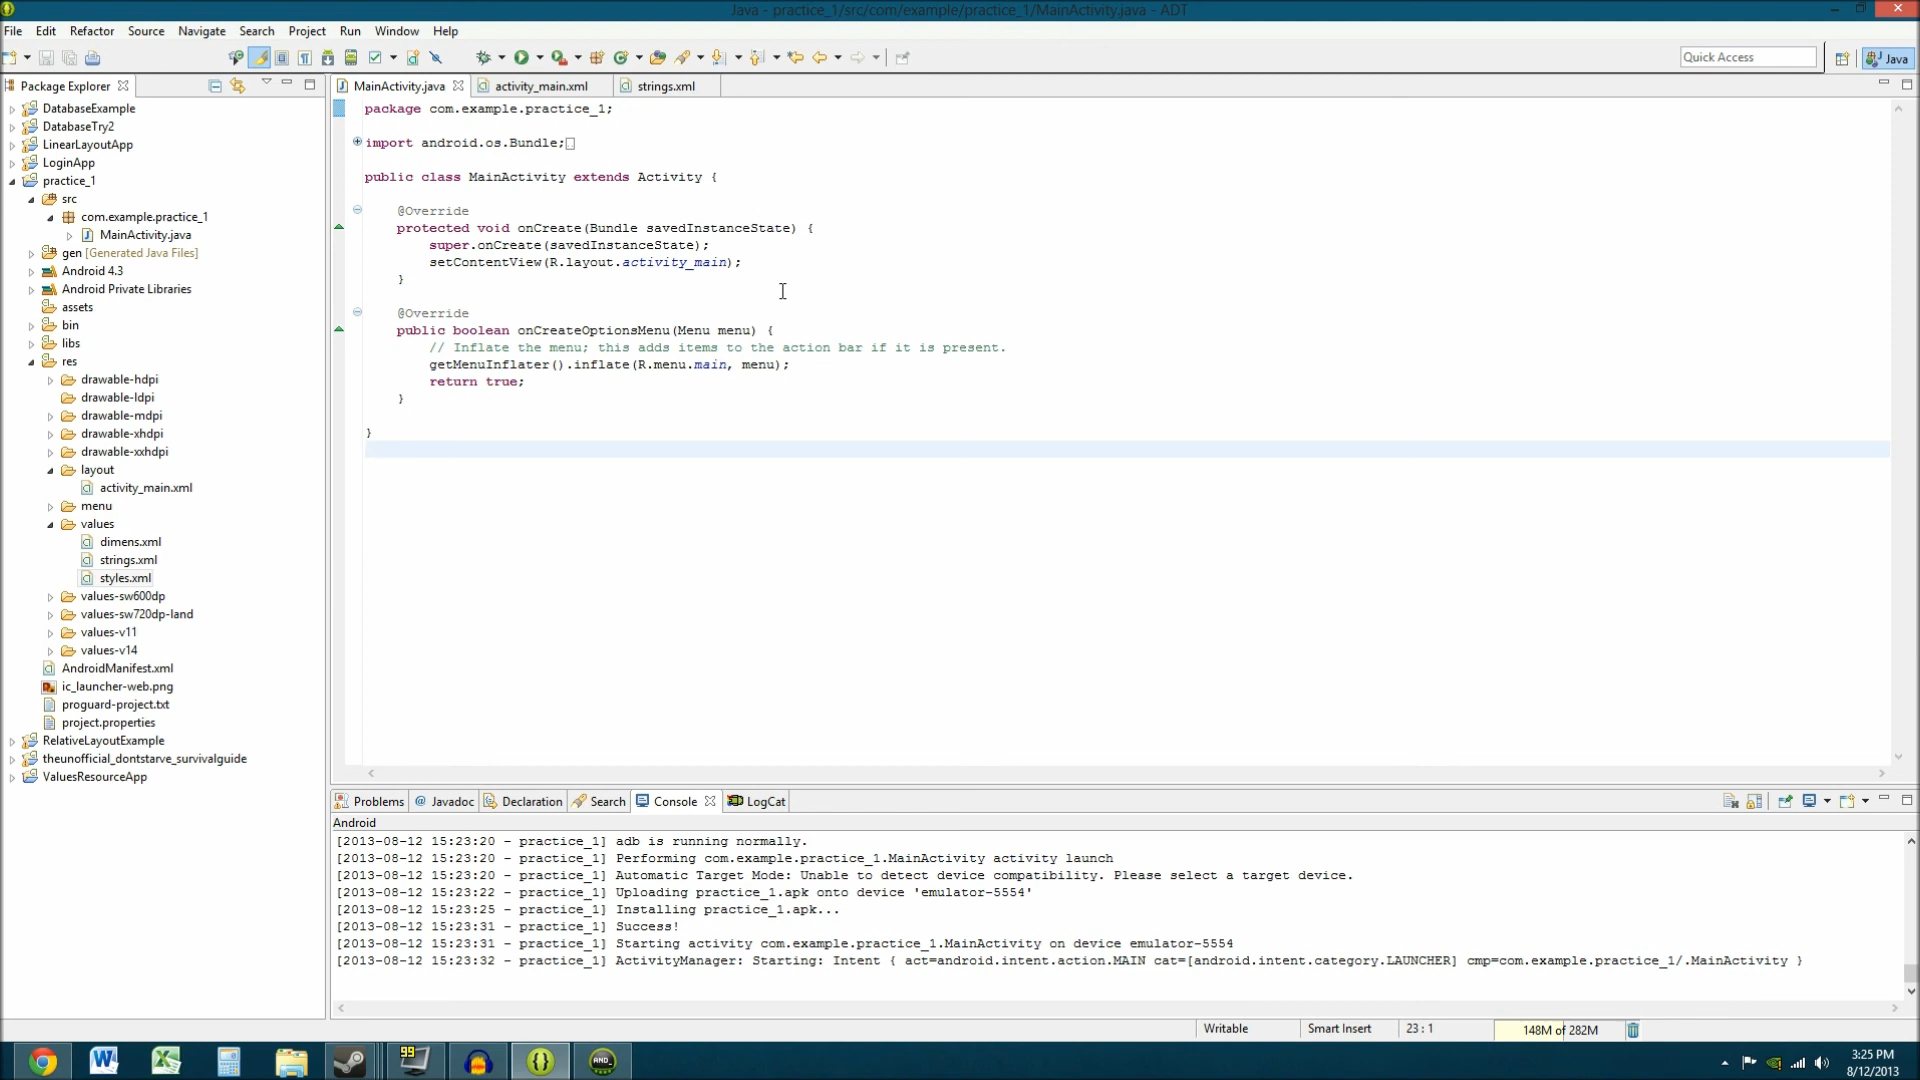 Java - practice_1/src/com/example/practice_1/MainActivity.java - ADT
File Edit Refactor Source Navigate Search Project Run Window Help
Quick Access
Java
Package Explorer
DatabaseExample
DatabaseTry2
LinearLayoutApp
LoginApp
practice_1
src
com.example.practice_1
MainActivity.java
gen [Generated Java Files]
Android 4.3
Android Private Libraries
assets
bin
libs
res
drawable-hdpi
drawable-ldpi
drawable-mdpi
drawable-xhdpi
drawable-xxhdpi
layout
activity_main.xml
menu
values
dimens.xml
strings.xml
styles.xml
values-sw600dp
values-sw720dp-land
values-v11
values-v14
AndroidManifest.xml
ic_launcher-web.png
proguard-project.txt
project.properties
RelativeLayoutExample
theunofficial_dontstarve_survivalguide
ValuesResourceApp
MainActivity.java activity_main.xml strings.xml
package com.example.practice_1;
import android.os.Bundle;
public class MainActivity extends Activity {
@Override
protected void onCreate(Bundle savedInstanceState) {
super.onCreate(savedInstanceState);
setContentView(R.layout.activity_main);
}
@Override
public boolean onCreateOptionsMenu(Menu menu) {
// Inflate the menu; this adds items to the action bar if it is present.
getMenuInflater().inflate(R.menu.main, menu);
return true;
}
}
Problems @ Javadoc Declaration Search Console LogCat
Android
[2013-08-12 15:23:20 - practice_1] adb is running normally.
[2013-08-12 15:23:20 - practice_1] Performing com.example.practice_1.MainActivity activity launch
[2013-08-12 15:23:20 - practice_1] Automatic Target Mode: Unable to detect device compatibility. Please select a target device.
[2013-08-12 15:23:22 - practice_1] Uploading practice_1.apk onto device 'emulator-5554'
[2013-08-12 15:23:25 - practice_1] Installing practice_1.apk...
[2013-08-12 15:23:31 - practice_1] Success!
[2013-08-12 15:23:31 - practice_1] Starting activity com.example.practice_1.MainActivity on device emulator-5554
[2013-08-12 15:23:32 - practice_1] ActivityManager: Starting: Intent { act=android.intent.action.MAIN cat=[android.intent.category.LAUNCHER] cmp=com.example.practice_1/.MainActivity }
Writable Smart Insert 23 : 1 148M of 282M
99
AND
3:25 PM
8/12/2013